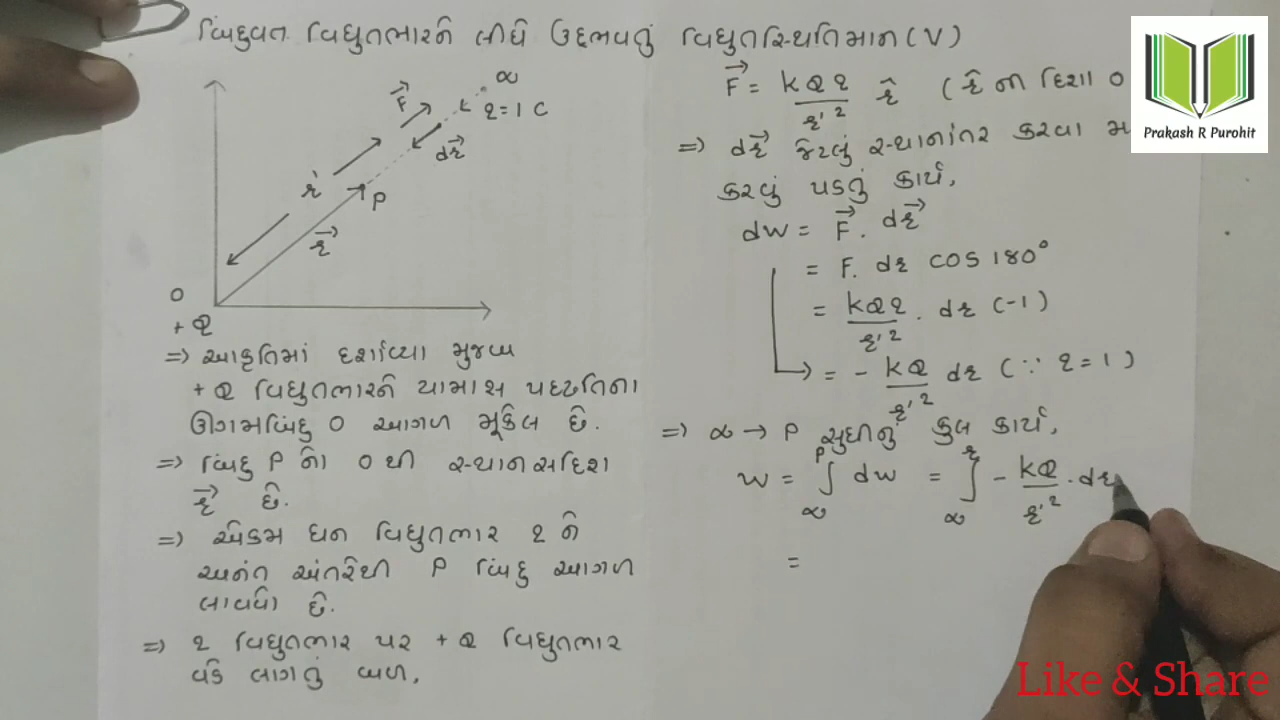 બિંદુવત વિદ્યુતભારને લીધે ઉદ્દભવતું વિદ્યુતસ્થિતિમાન (V)
∞
F⃗
q = 1 C
dr⃗
r'
P
r⃗
O
+ Q
⇒ આકૃતિમાં દર્શાવ્યા મુજબ
+ Q વિદ્યુતભારને યામાક્ષ પદ્ધતિના
ઊગમબિંદુ O આગળ મૂકેલ છે.
⇒ બિંદુ P નો O થી સ્થાન સદિશ
r⃗ છે.
⇒ એકમ ધન વિદ્યુતભાર q ને
અનંત અંતરેથી P બિંદુ આગળ
લાવવો છે.
⇒ q વિદ્યુતભાર પર + Q વિદ્યુતભાર
વડે લાગતું બળ,
F⃗ = kQq / r'² r̂ ( r̂ ની દિશા O
⇒ dr⃗ જેટલું સ્થાનાંતર કરવા મ
કરવું પડતું કાર્ય,
dw = F⃗ . dr⃗
= F. dr cos 180°
= kQq / r'² . dr (-1)
= - kQ / r'² dr (∵ q = 1)
⇒ ∞ → P સુધીનું કુલ કાર્ય,
w = ∫_∞^P dw = ∫_∞^r - kQ / r'² . dr
=
Prakash R Purohit
Like & Share